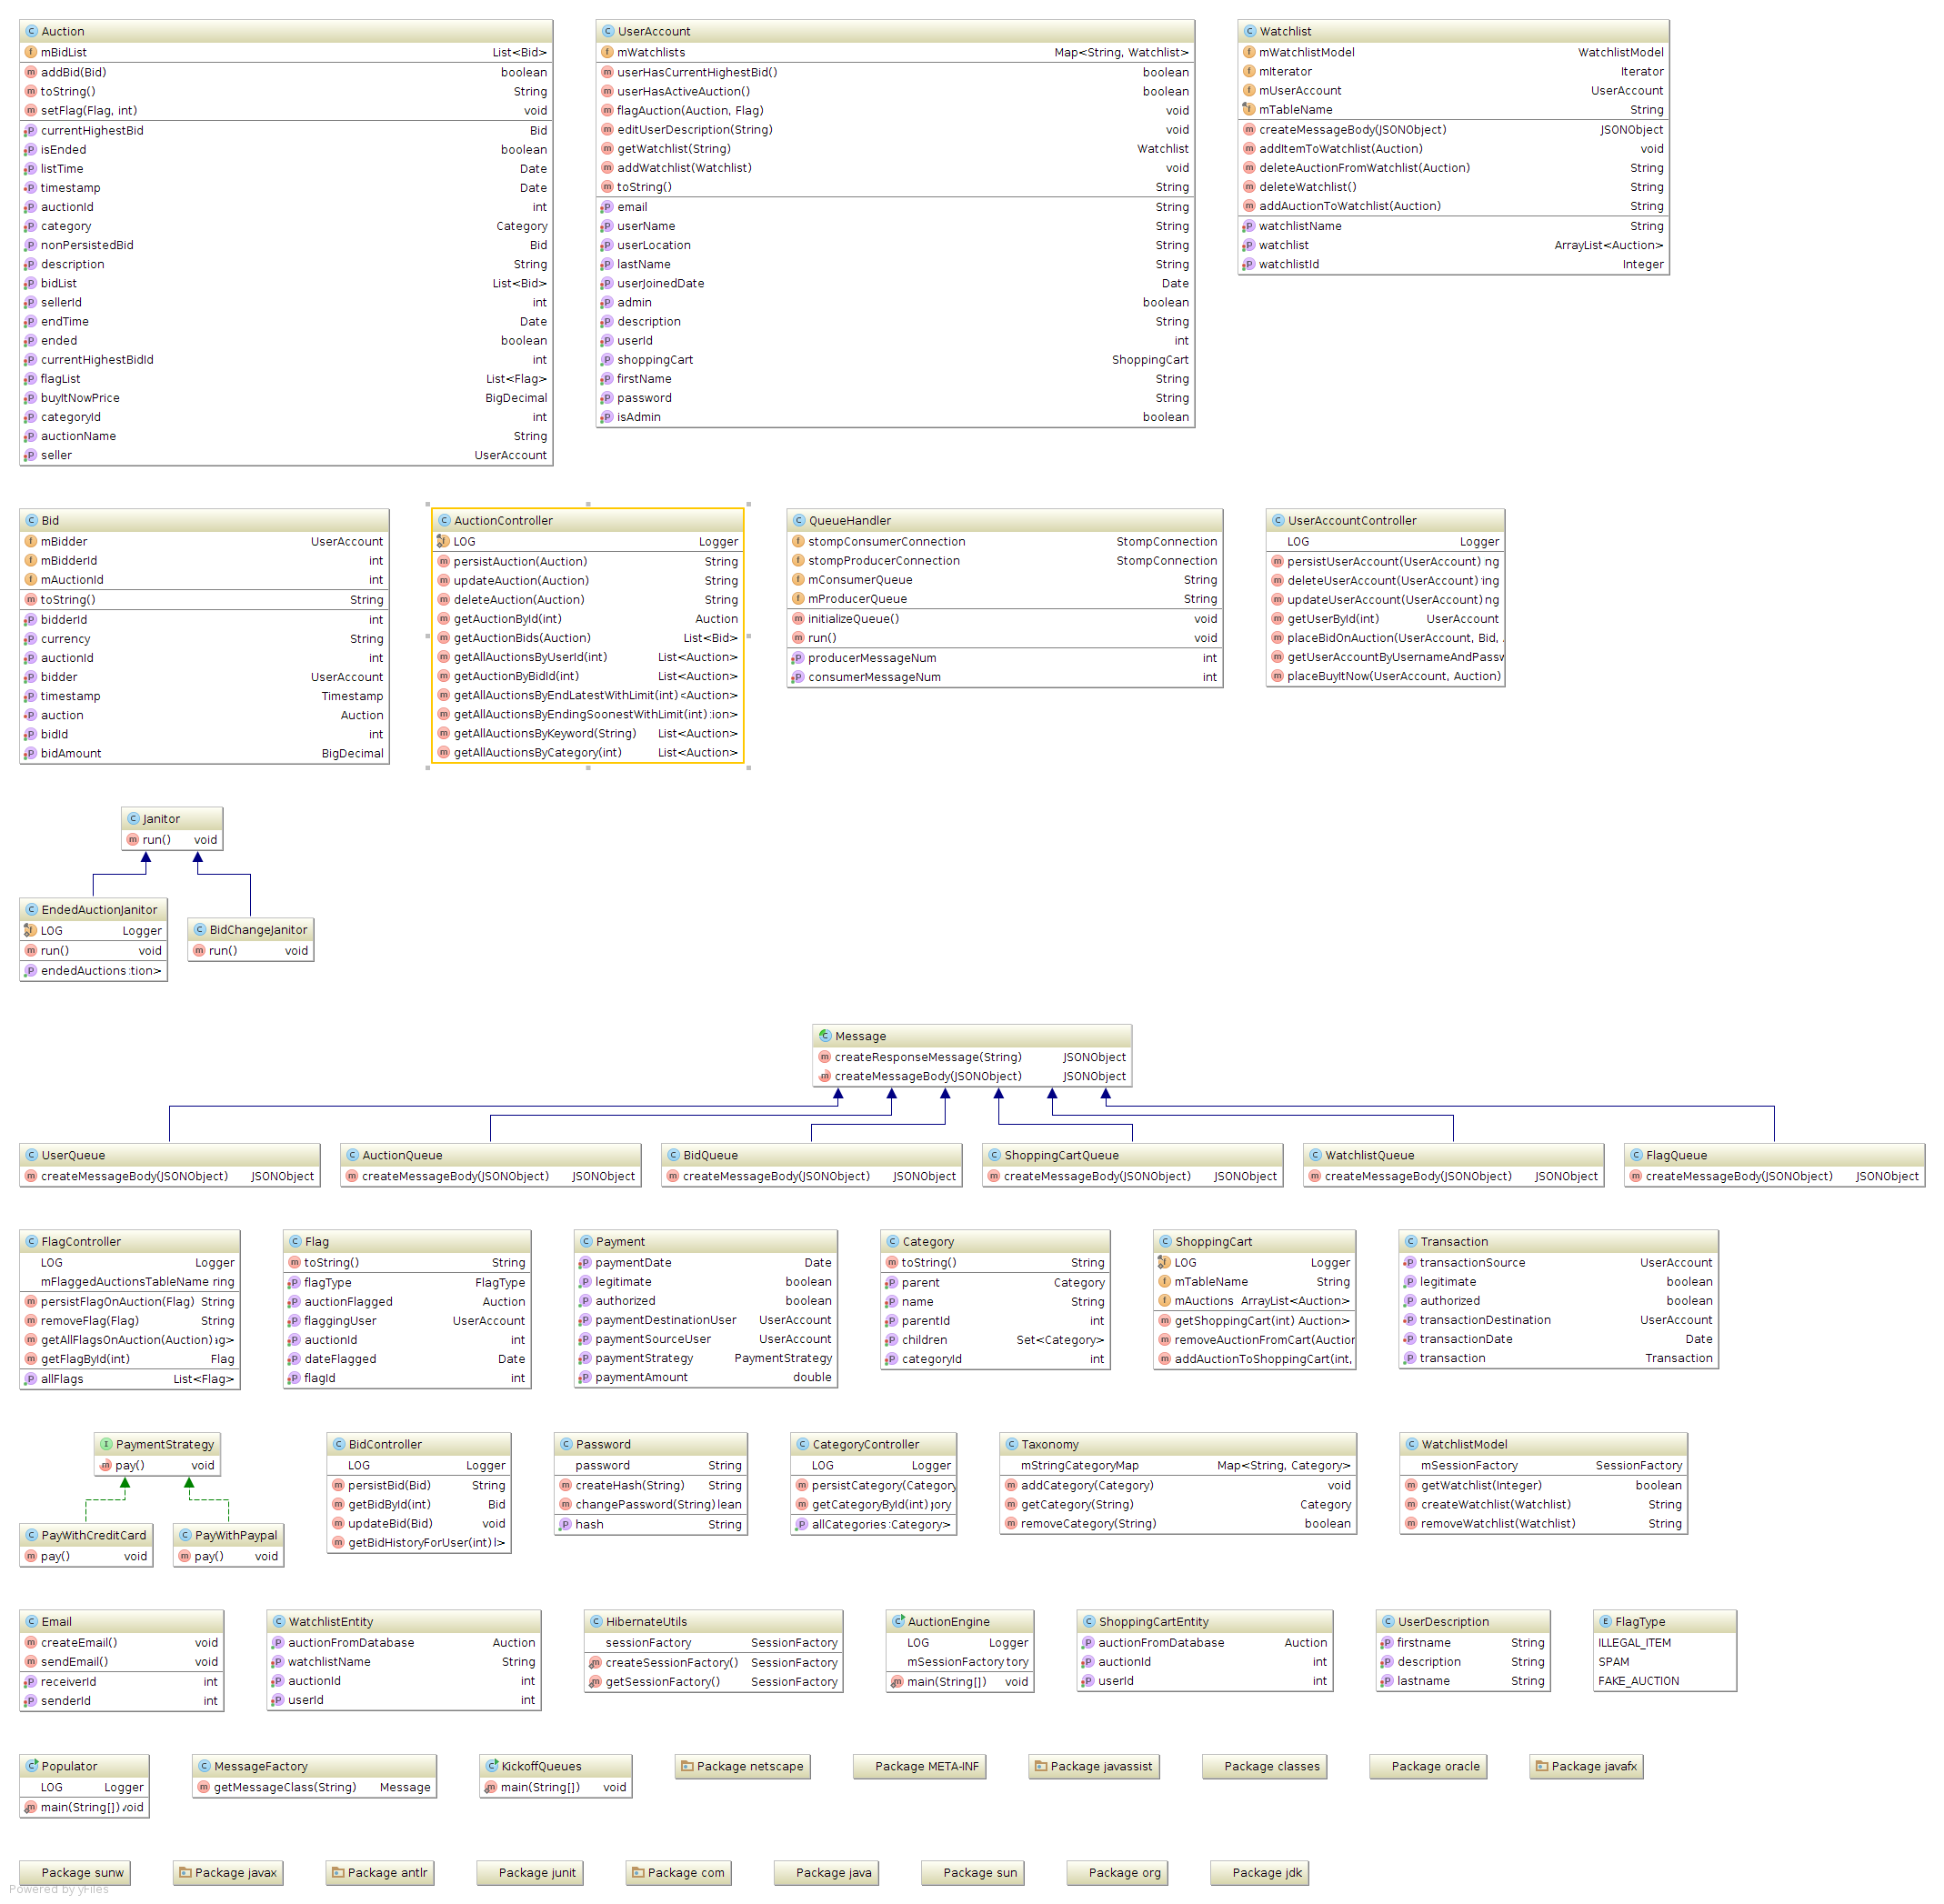 Auction
mBidList List<Bid>
addBid(Bid) boolean
toString() String
setFlag(Flag, int) void
currentHighestBid Bid
isEnded boolean
listTime Date
timestamp Date
auctionId int
category Category
nonPersistedBid Bid
description String
bidList List<Bid>
sellerId int
endTime Date
ended boolean
currentHighestBidId int
flagList List<Flag>
buyItNowPrice BigDecimal
categoryId int
auctionName String
seller UserAccount
UserAccount
mWatchlists Map<String, Watchlist>
userHasCurrentHighestBid() boolean
userHasActiveAuction() boolean
flagAuction(Auction, Flag) void
editUserDescription(String) void
getWatchlist(String) Watchlist
addWatchlist(Watchlist) void
toString() String
email String
userName String
userLocation String
lastName String
userJoinedDate Date
admin boolean
description String
userId int
shoppingCart ShoppingCart
firstName String
password String
isAdmin boolean
Watchlist
mWatchlistModel WatchlistModel
mIterator Iterator
mUserAccount UserAccount
mTableName String
createMessageBody(JSONObject) JSONObject
addItemToWatchlist(Auction) void
deleteAuctionFromWatchlist(Auction) String
deleteWatchlist() String
addAuctionToWatchlist(Auction) String
watchlistName String
watchlist ArrayList<Auction>
watchlistId Integer
Bid
mBidder UserAccount
mBidderId int
mAuctionId int
toString() String
bidderId int
currency String
auctionId int
bidder UserAccount
timestamp Timestamp
auction Auction
bidId int
bidAmount BigDecimal
AuctionController
LOG Logger
persistAuction(Auction) String
updateAuction(Auction) String
deleteAuction(Auction) String
getAuctionById(int) Auction
getAuctionBids(Auction) List<Bid>
getAllAuctionsByUserId(int) List<Auction>
getAuctionByBidId(int) List<Auction>
getAllAuctionsByEndLatestWithLimit(int) <Auction>
getAllAuctionsByEndingSoonestWithLimit(int) :ion>
getAllAuctionsByKeyword(String) List<Auction>
getAllAuctionsByCategory(int) List<Auction>
QueueHandler
stompConsumerConnection StompConnection
stompProducerConnection StompConnection
mConsumerQueue String
mProducerQueue String
initializeQueue() void
run() void
producerMessageNum int
consumerMessageNum int
UserAccountController
LOG Logger
persistUserAccount(UserAccount) ng
deleteUserAccount(UserAccount) ing
updateUserAccount(UserAccount) ng
getUserById(int) UserAccount
placeBidOnAuction(UserAccount, Bid, .
getUserAccountByUsernameAndPassw
placeBuyItNow(UserAccount, Auction)
Janitor
run() void
EndedAuctionJanitor
LOG Logger
run() void
endedAuctions :tion>
BidChangeJanitor
run() void
Message
createResponseMessage(String) JSONObject
createMessageBody(JSONObject) JSONObject
UserQueue
createMessageBody(JSONObject) JSONObject
AuctionQueue
createMessageBody(JSONObject) JSONObject
BidQueue
createMessageBody(JSONObject) JSONObject
ShoppingCartQueue
createMessageBody(JSONObject) JSONObject
WatchlistQueue
createMessageBody(JSONObject) JSONObject
FlagQueue
createMessageBody(JSONObject) JSONObject
FlagController
LOG Logger
mFlaggedAuctionsTableName ring
persistFlagOnAuction(Flag) String
removeFlag(Flag) String
getAllFlagsOnAuction(Auction) ıg>
getFlagById(int) Flag
allFlags List<Flag>
Flag
toString() String
flagType FlagType
auctionFlagged Auction
flaggingUser UserAccount
auctionId int
dateFlagged Date
flagId int
Payment
paymentDate Date
legitimate boolean
authorized boolean
paymentDestinationUser UserAccount
paymentSourceUser UserAccount
paymentStrategy PaymentStrategy
paymentAmount double
Category
toString() String
parent Category
name String
parentId int
children Set<Category>
categoryId int
ShoppingCart
LOG Logger
mTableName String
mAuctions ArrayList<Auction>
getShoppingCart(int) Auction>
removeAuctionFromCart(Auction
addAuctionToShoppingCart(int,
Transaction
transactionSource UserAccount
legitimate boolean
authorized boolean
transactionDestination UserAccount
transactionDate Date
transaction Transaction
PaymentStrategy
pay() void
PayWithCreditCard
pay() void
PayWithPaypal
pay() void
BidController
LOG Logger
persistBid(Bid) String
getBidById(int) Bid
updateBid(Bid) void
getBidHistoryForUser(int) l>
Password
password String
createHash(String) String
changePassword(String) lean
hash String
CategoryController
LOG Logger
persistCategory(Category
getCategoryById(int) gory
allCategories :Category>
Taxonomy
mStringCategoryMap Map<String, Category>
addCategory(Category) void
getCategory(String) Category
removeCategory(String) boolean
WatchlistModel
mSessionFactory SessionFactory
getWatchlist(Integer) boolean
createWatchlist(Watchlist) String
removeWatchlist(Watchlist) String
Email
createEmail() void
sendEmail() void
receiverId int
senderId int
WatchlistEntity
auctionFromDatabase Auction
watchlistName String
auctionId int
userId int
HibernateUtils
sessionFactory SessionFactory
createSessionFactory() SessionFactory
getSessionFactory() SessionFactory
AuctionEngine
LOG Logger
mSessionFactory tory
main(String[]) void
ShoppingCartEntity
auctionFromDatabase Auction
auctionId int
userId int
UserDescription
firstname String
description String
lastname String
FlagType
ILLEGAL_ITEM
SPAM
FAKE_AUCTION
Populator
LOG Logger
main(String[]) void
MessageFactory
getMessageClass(String) Message
KickoffQueues
main(String[]) void
Package netscape
Package META-INF
Package javassist
Package classes
Package oracle
Package javafx
Package sunw
Package javax
Package antlr
Package junit
Package com
Package java
Package sun
Package org
Package jdk
Powered by yFiles